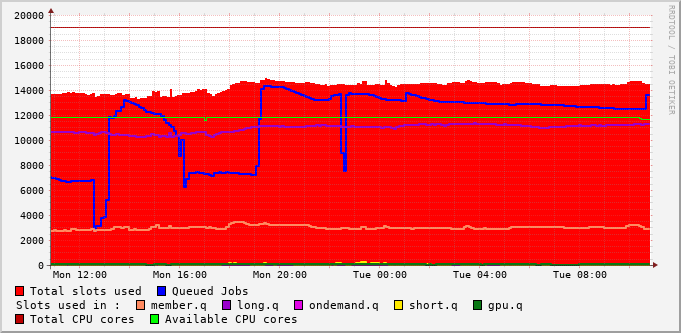 20000
18000
16000
14000
12000
10000
8000
6000
4000
2000
0
Mon 12:00 Mon 16:00 Mon 20:00 Tue 00:00 Tue 04:00 Tue 08:00
RRDTOOL / TOBI OETIKER
Total slots used Queued Jobs
Slots used in : member.q long.q ondemand.q short.q gpu.q
Total CPU cores Available CPU cores